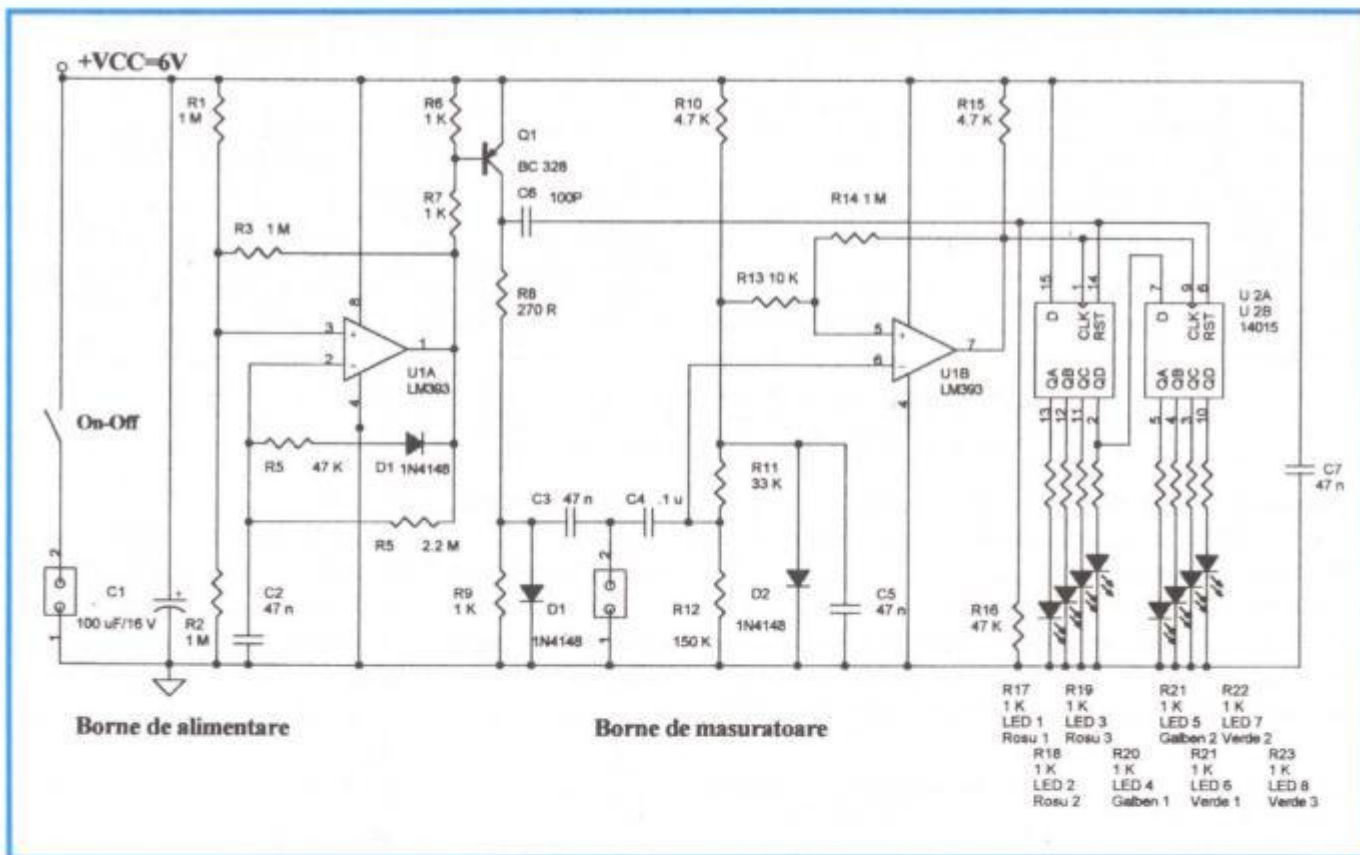 +VCC=6V
R1
1 M
R6
1 K
Q1
BC 328
R10
4.7 K
R15
4.7 K
R7
1 K
C6 100P
R14 1 M
R3 1 M
R8
270 R
R13 10 K
15
1
14
7
9
6
D
CLK
RST
D
CLK
RST
U 2A
U 2B
14015
8
3
+
1
2
-
U1A
LM393
4
5
+
7
6
-
U1B
LM393
4
QA
QB
QC
QD
QA
QB
QC
QD
13
12
11
2
5
4
3
10
On-Off
R5 47 K
D1 1N4148
R11
33 K
C7
47 n
C3 47 n
C4 .1 u
R5 2.2 M
2
1
C1
100 uF/16 V
+
R2
1 M
C2
47 n
R9
1 K
D1
1N4148
2
1
R12
150 K
D2
1N4148
C5
47 n
R16
47 K
Borne de alimentare
Borne de masuratoare
R17
1 K
LED 1
Rosu 1
R19
1 K
LED 3
Rosu 3
R21
1 K
LED 5
Galben 2
R22
1 K
LED 7
Verde 2
R18
1 K
LED 2
Rosu 2
R20
1 K
LED 4
Galben 1
R21
1 K
LED 6
Verde 1
R23
1 K
LED 8
Verde 3